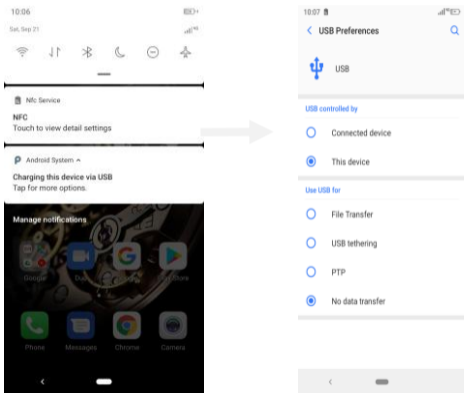 10:06
Sat, Sep 21
4G
Nfc Service
NFC
Touch to view detail settings
Android System
Charging this device via USB
Tap for more options.
Manage notifications
Google
Duo
Store
Phone
Messages
Chrome
Camera
10:07
USB Preferences
USB
USB controlled by
Connected device
This device
Use USB for
File Transfer
USB tethering
PTP
No data transfer